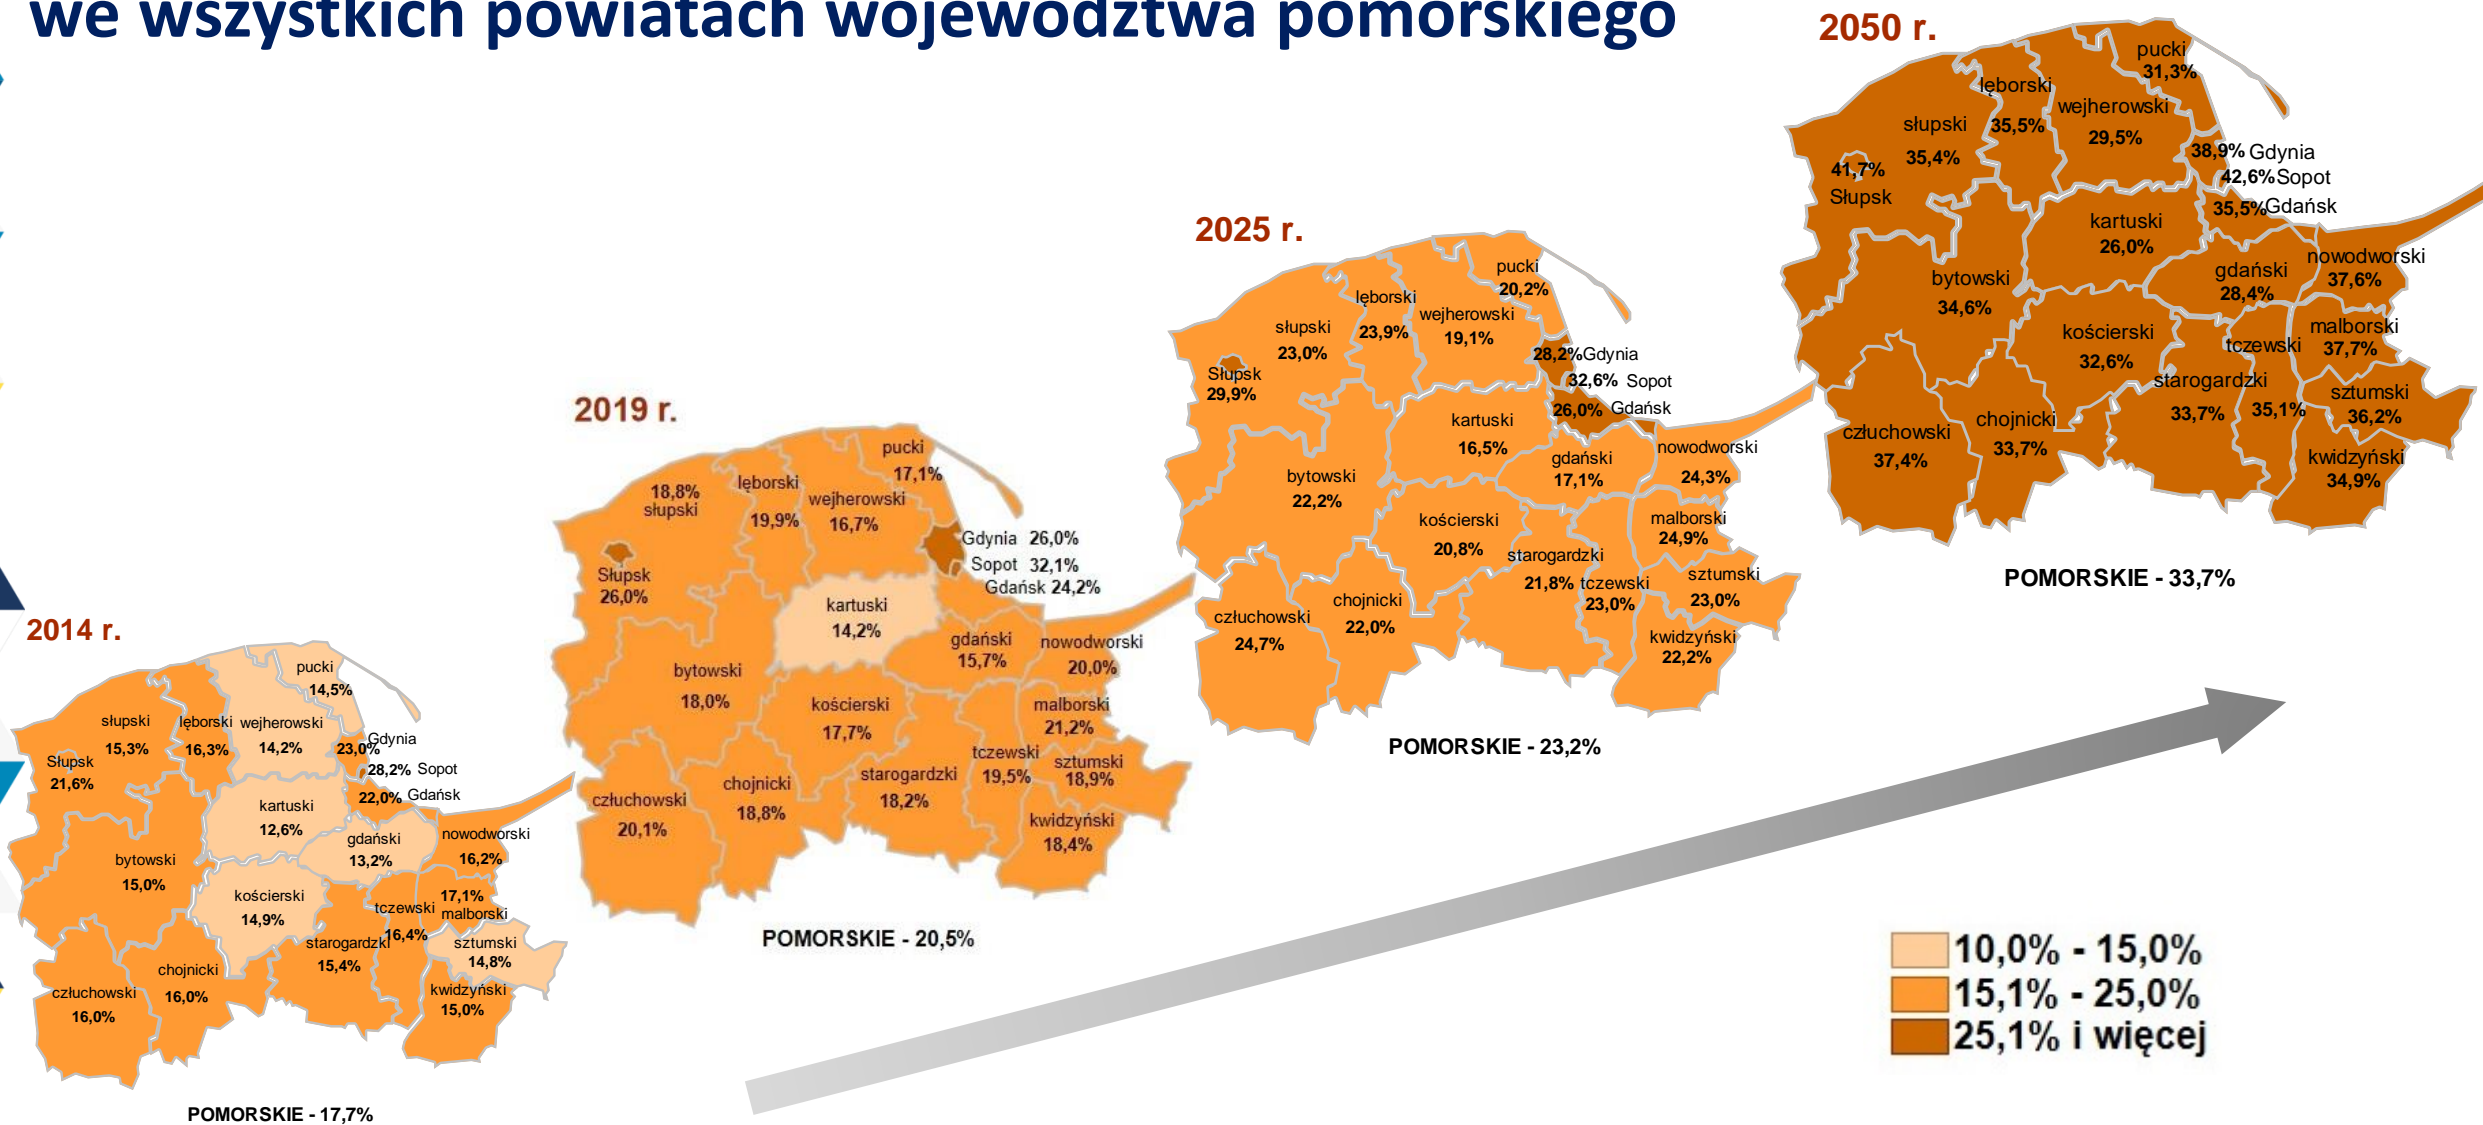 we wszystkich powiatach województwa pomorskiego
2014 r.
pucki
14,5%
słupski
15,3%
lęborski
16,3%
wejherowski
14,2%
Gdynia
23,0%
Słupsk
21,6%
28,2% Sopot
22,0% Gdańsk
kartuski
12,6%
gdański
13,2%
nowodworski
16,2%
bytowski
15,0%
kościerski
14,9%
17,1%
malborski
tczewski
16,4%
starogardzki
15,4%
sztumski
14,8%
chojnicki
16,0%
człuchowski
16,0%
kwidzyński
15,0%
POMORSKIE - 17,7%
2019 r.
pucki
17,1%
18,8%
słupski
lęborski
19,9%
wejherowski
16,7%
Gdynia 26,0%
Sopot 32,1%
Gdańsk 24,2%
Słupsk
26,0%
kartuski
14,2%
gdański
15,7%
nowodworski
20,0%
bytowski
18,0%
kościerski
17,7%
malborski
21,2%
tczewski
19,5%
sztumski
18,9%
starogardzki
18,2%
chojnicki
18,8%
człuchowski
20,1%
kwidzyński
18,4%
POMORSKIE - 20,5%
2025 r.
pucki
20,2%
lęborski
23,9%
wejherowski
19,1%
słupski
23,0%
28,2% Gdynia
32,6% Sopot
26,0% Gdańsk
Słupsk
29,9%
kartuski
16,5%
gdański
17,1%
nowodworski
24,3%
bytowski
22,2%
kościerski
20,8%
malborski
24,9%
starogardzki
21,8%
tczewski
23,0%
sztumski
23,0%
chojnicki
22,0%
człuchowski
24,7%
kwidzyński
22,2%
POMORSKIE - 23,2%
2050 r.
pucki
31,3%
lęborski
35,5%
wejherowski
29,5%
słupski
35,4%
38,9% Gdynia
42,6% Sopot
35,5% Gdańsk
41,7%
Słupsk
kartuski
26,0%
gdański
28,4%
nowodworski
37,6%
bytowski
34,6%
kościerski
32,6%
malborski
37,7%
tczewski
35,1%
starogardzki
33,7%
sztumski
36,2%
chojnicki
33,7%
człuchowski
37,4%
kwidzyński
34,9%
POMORSKIE - 33,7%
10,0% - 15,0%
15,1% - 25,0%
25,1% i więcej